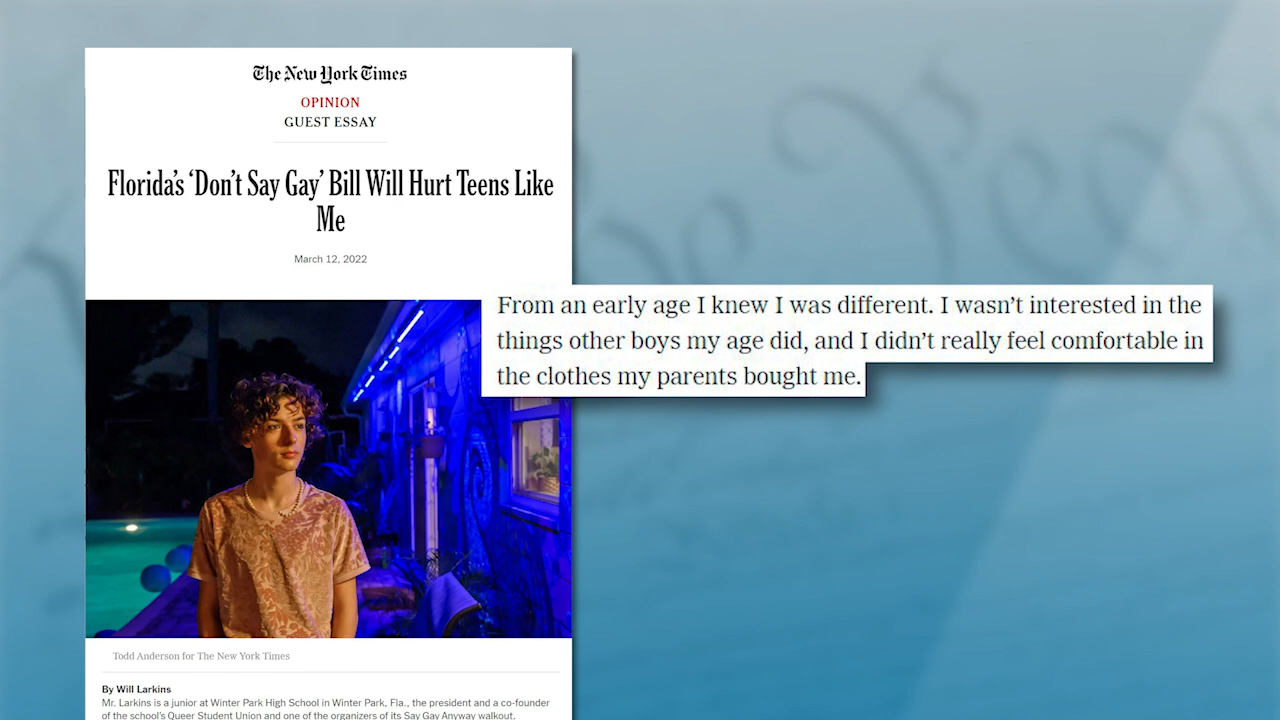 The New York Times
OPINION
GUEST ESSAY
Florida’s ‘Don’t Say Gay’ Bill Will Hurt Teens Like
Me
March 12, 2022
From an early age I knew I was different. I wasn’t interested in the
things other boys my age did, and I didn’t really feel comfortable in
the clothes my parents bought me.
Todd Anderson for The New York Times
By Will Larkins
Mr. Larkins is a junior at Winter Park High School in Winter Park, Fla., the president and a co-founder
of the school’s Queer Student Union and one of the organizers of its Say Gay Anyway walkout.